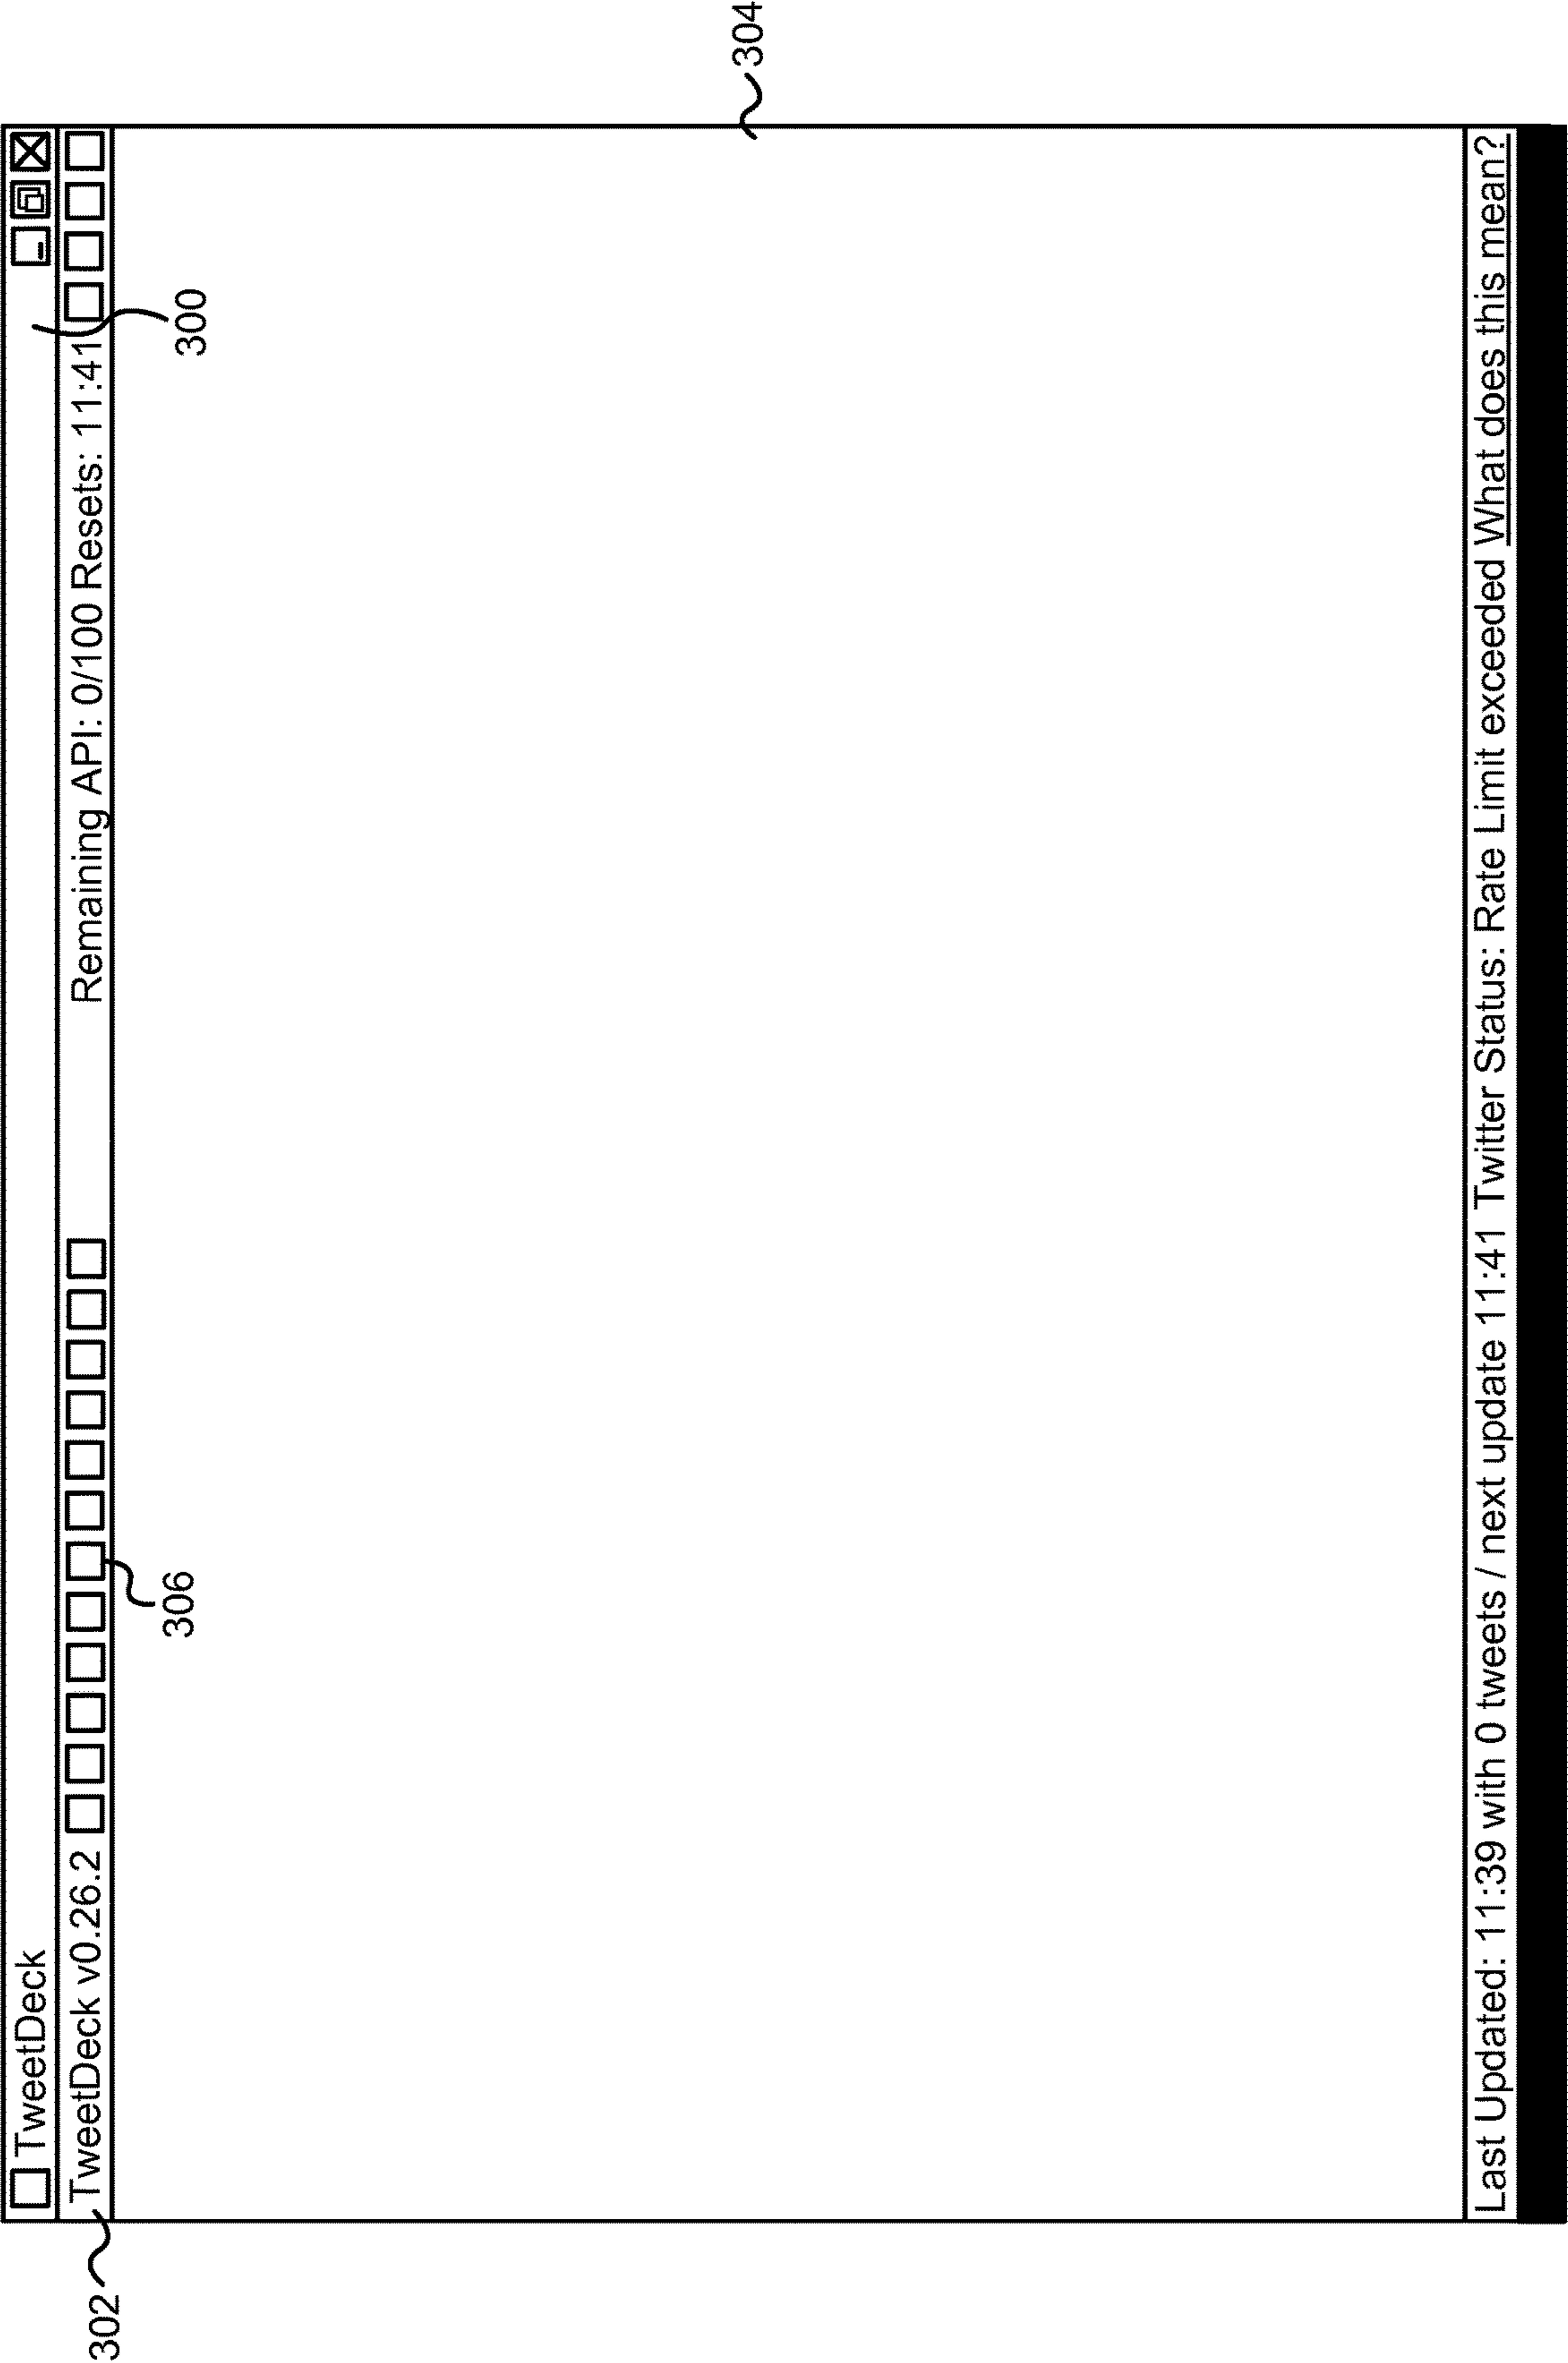 TweetDeck
TweetDeck v0.26.2 Remaining API: 0/100 Resets: 11:41
302
300
306
304
Last Updated: 11:39 with 0 tweets / next update 11:41 Twitter Status: Rate Limit exceeded What does this mean?